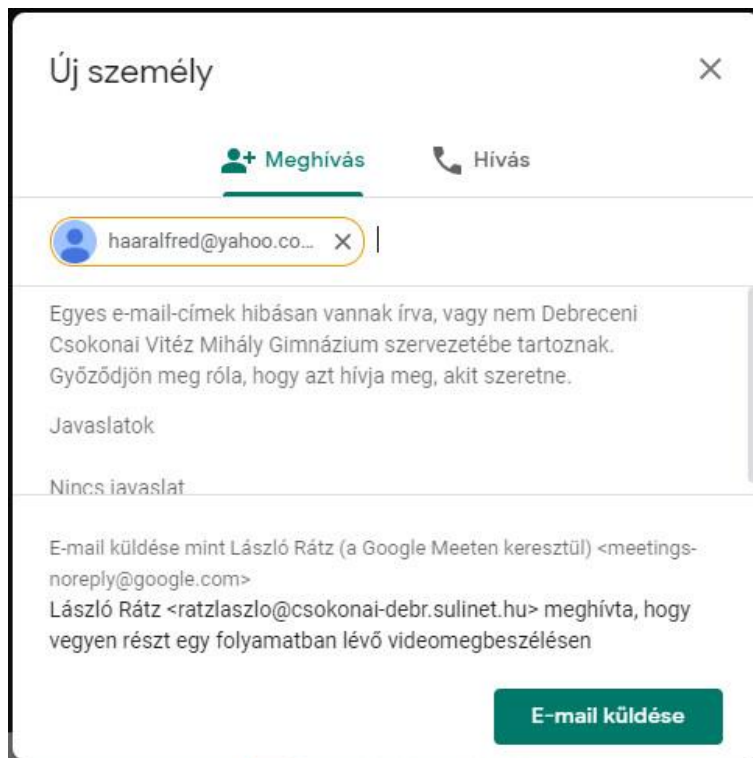 Új személy
Meghívás Hívás
haaralfred@yahoo.co...
Egyes e-mail-címek hibásan vannak írva, vagy nem Debreceni
Csokonai Vitéz Mihály Gimnázium szervezetébe tartoznak.
Győződjön meg róla, hogy azt hívja meg, akit szeretne.
Javaslatok
Nincs javaslat
E-mail küldése mint László Rátz (a Google Meeten keresztül) <meetings-
noreply@google.com>
László Rátz <ratzlaszlo@csokonai-debr.sulinet.hu> meghívta, hogy
vegyen részt egy folyamatban lévő videomegbeszélésen
E-mail küldése